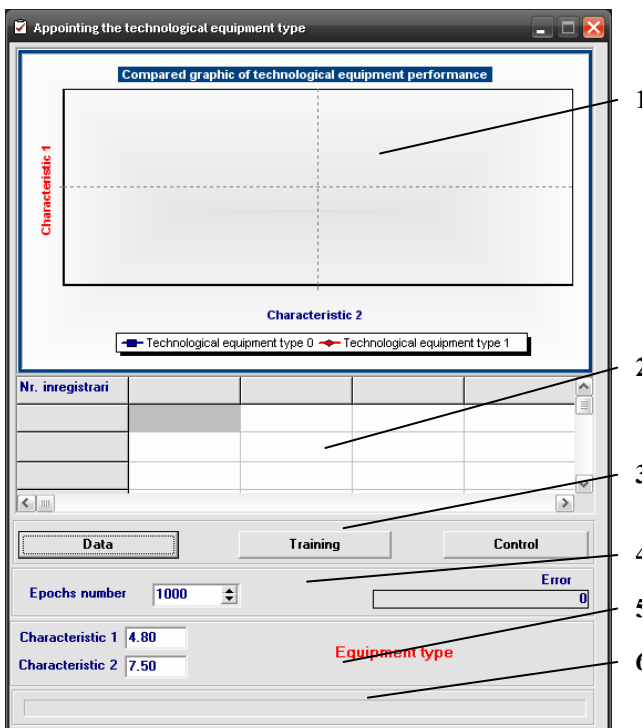 Appointing the technological equipment type
Compared graphic of technological equipment performance
1
Characteristic 1
Characteristic 2
Technological equipment type 0 Technological equipment type 1
Nr. inregistrari
2
3
Data Training Control
4
Epochs number 1000 Error
0
5
Characteristic 1 4.80
Equipment type
Characteristic 2 7.50
6